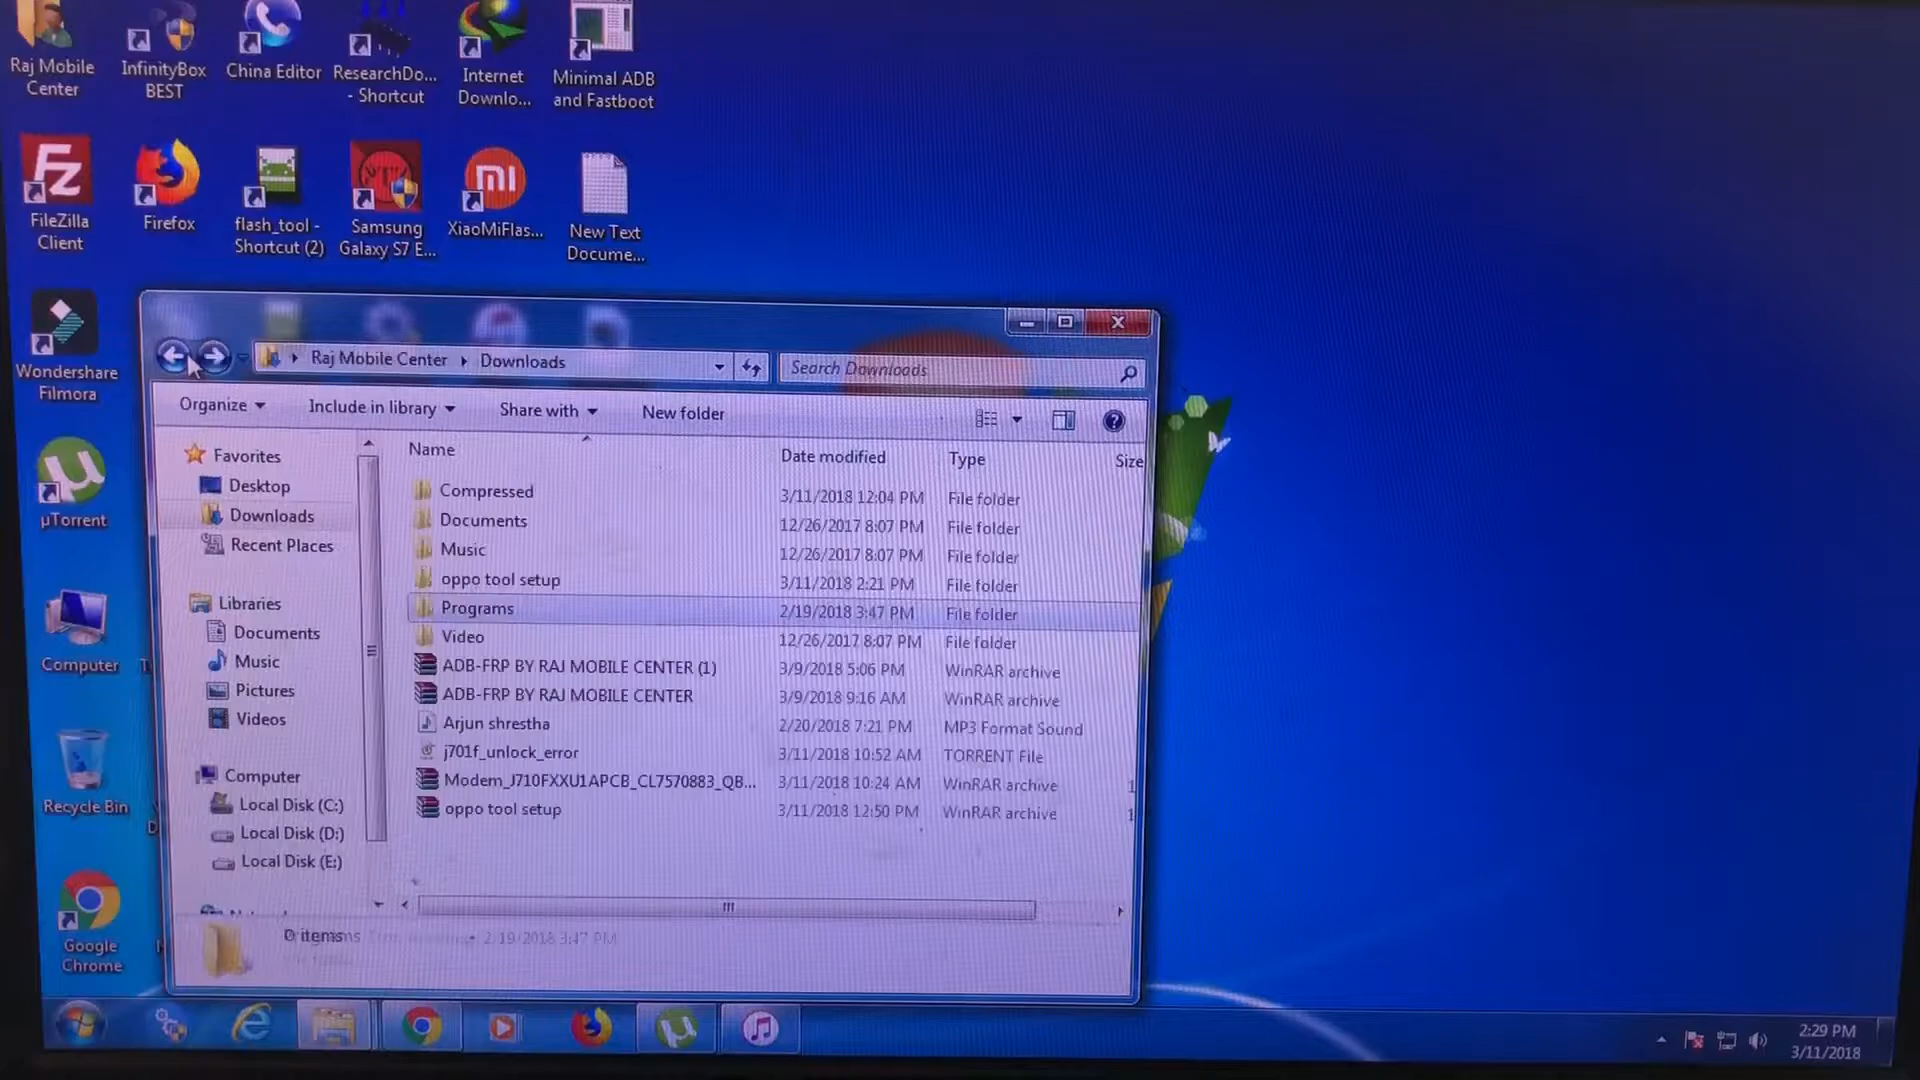 Raj Mobile
Center
InfinityBox
BEST
China Editor
ResearchDo...
- Shortcut
Internet
Downlo...
Minimal ADB
and Fastboot
FileZilla
Client
Firefox
flash_tool -
Shortcut (2)
Samsung
Galaxy S7 E...
XiaoMiFlas...
New Text
Docume...
Wondershare
Filmora
µTorrent
Computer
Recycle Bin
Google
Chrome
Raj Mobile Center
Downloads
Search Downloads
Organize
Include in library
Share with
New folder
Favorites
Desktop
Downloads
Recent Places
Libraries
Documents
Music
Pictures
Videos
Computer
Local Disk (C:)
Local Disk (D:)
Local Disk (E:)
Name Date modified Type Size
Compressed 3/11/2018 12:04 PM File folder
Documents 12/26/2017 8:07 PM File folder
Music 12/26/2017 8:07 PM File folder
oppo tool setup 3/11/2018 2:21 PM File folder
Programs 2/19/2018 3:47 PM File folder
Video 12/26/2017 8:07 PM File folder
ADB-FRP BY RAJ MOBILE CENTER (1) 3/9/2018 5:06 PM WinRAR archive
ADB-FRP BY RAJ MOBILE CENTER 3/9/2018 9:16 AM WinRAR archive
Arjun shrestha 2/20/2018 7:21 PM MP3 Format Sound
j701f_unlock_error 3/11/2018 10:52 AM TORRENT File
Modem_J710FXXU1APCB_CL7570883_QB... 3/11/2018 10:24 AM WinRAR archive 1
oppo tool setup 3/11/2018 12:50 PM WinRAR archive 1
0 items 2/19/2018 3:47 PM
2:29 PM
3/11/2018